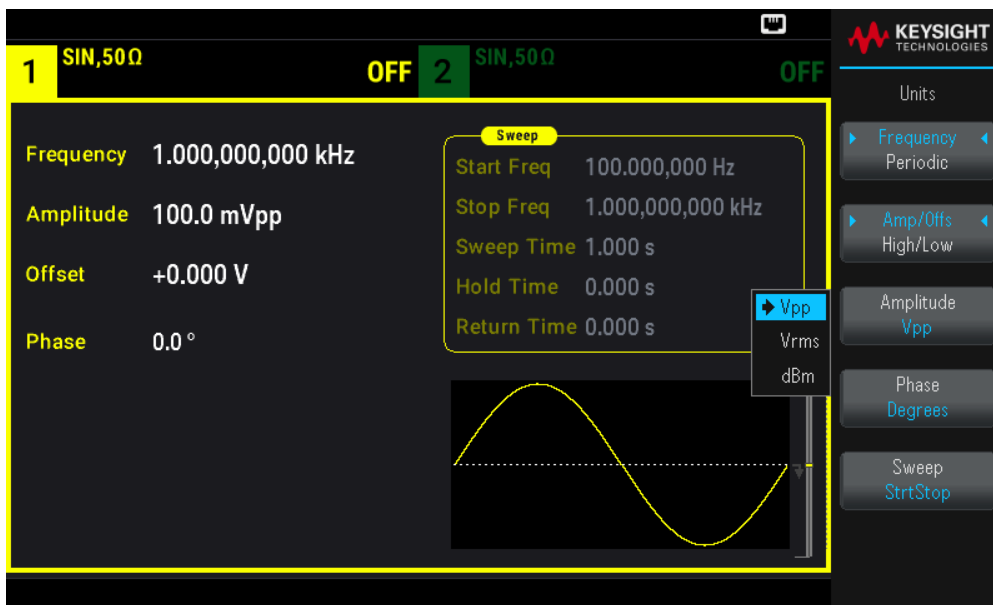 KEYSIGHT
TECHNOLOGIES
1 SIN,50Ω OFF 2 SIN,50Ω OFF
Units
Frequency 1.000,000,000 kHz
Amplitude 100.0 mVpp
Offset +0.000 V
Phase 0.0 °
Sweep
Start Freq 100.000,000 Hz
Stop Freq 1.000,000,000 kHz
Sweep Time 1.000 s
Hold Time 0.000 s
Return Time 0.000 s
Vpp
Vrms
dBm
Frequency
Periodic
Amp/Offs
High/Low
Amplitude
Vpp
Phase
Degrees
Sweep
StrtStop